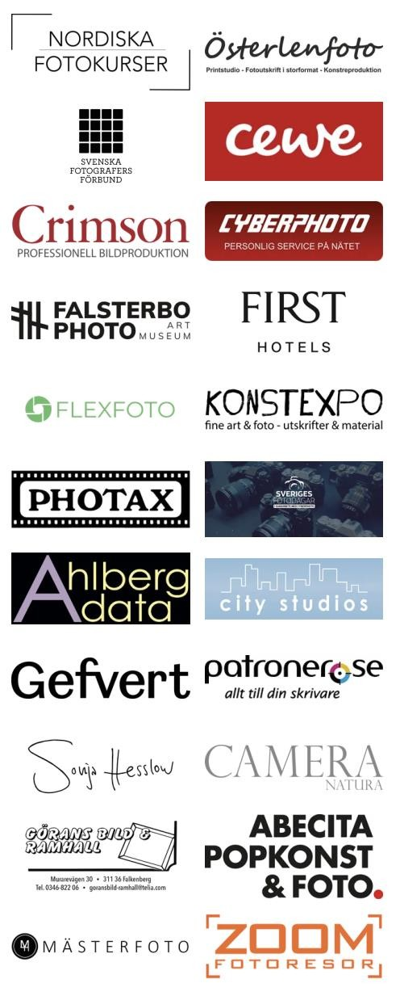 NORDISKA
FOTOKURSER
Österlenfoto
Printstudio - Fotoutskrift i storformat - Konstreproduktion
SVENSKA
FOTOGRAFERS
FÖRBUND
cewe
Crimson
PROFESSIONELL BILDPRODUKTION
CYBERPHOTO
PERSONLIG SERVICE PÅ NÄTET
FALSTERBO
PHOTO ART
MUSEUM
FIRST
HOTELS
FLEXFOTO
KONSTEXPO
fine art & foto - utskrifter & material
PHOTAX
SVERIGES
FOTODAGAR
Ahlberg
data
city studios
Gefvert
patroner.se
allt till din skrivare
Sonja Hesslow
CAMERA
NATURA
GÖRANS BILD &
RAMHALL
Murarevägen 30 • 311 36 Falkenberg
Tel. 0346-822 06 • goransbild-ramhall@telia.com
ABECITA
POPKONST
& FOTO.
MÄSTERFOTO
ZOOM
FOTORESOR